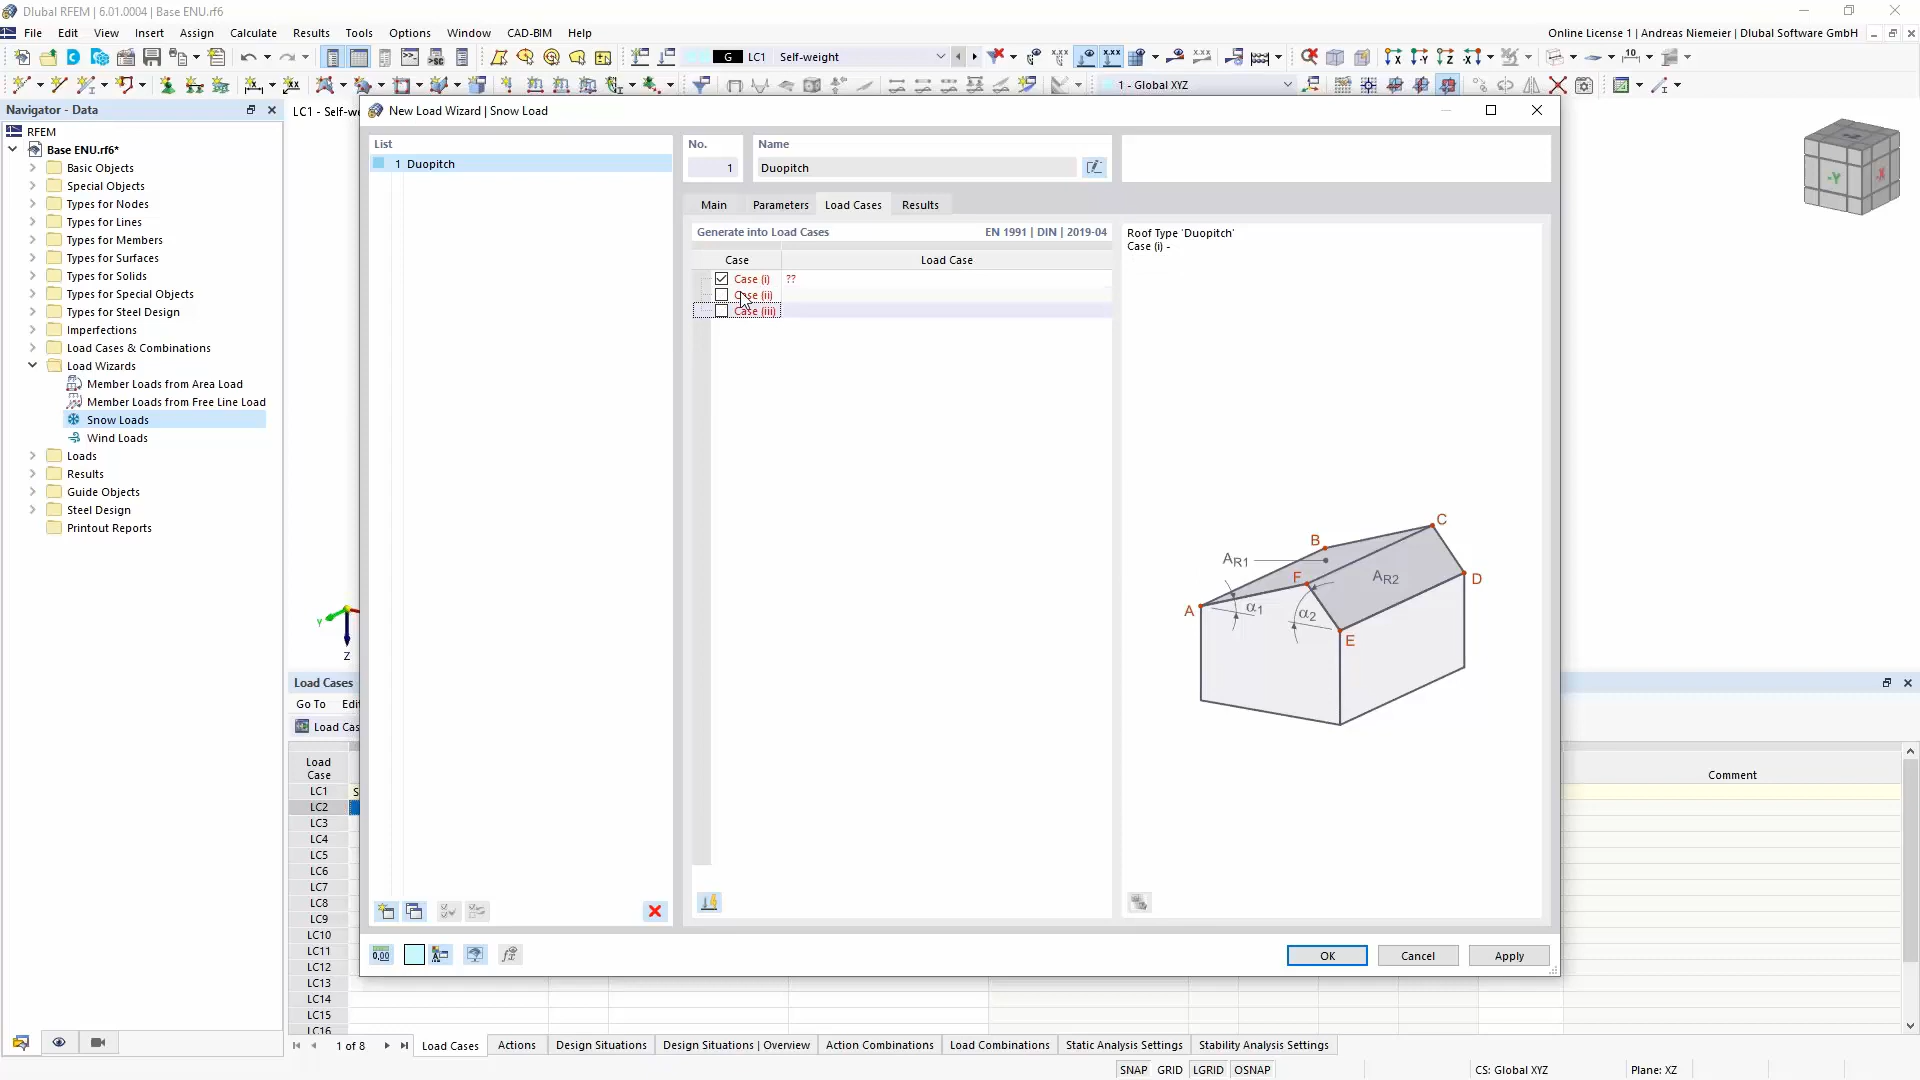 Dlubal RFEM | 6.01.0004 | Base ENU.rf6
File Edit View Insert Assign Calculate Results Tools Options Window CAD-BIM Help
Online License 1 | Andreas Niemeier | Dlubal Software GmbH
G LC1 Self-weight
1 - Global XYZ
Navigator - Data
RFEM
Base ENU.rf6*
Basic Objects
Special Objects
Types for Nodes
Types for Lines
Types for Members
Types for Surfaces
Types for Solids
Types for Special Objects
Types for Steel Design
Imperfections
Load Cases & Combinations
Load Wizards
Member Loads from Area Load
Member Loads from Free Line Load
Snow Loads
Wind Loads
Loads
Results
Guide Objects
Steel Design
Printout Reports
LC1 - Self-we
New Load Wizard | Snow Load
List
1 Duopitch
No.
1
Name
Duopitch
Main Parameters Load Cases Results
Generate into Load Cases EN 1991 | DIN | 2019-04
Case Load Case
Case (i) ??
Case (ii)
Case (iii)
Roof Type 'Duopitch'
Case (i) -
A B C D E F
AR1 AR2
α1 α2
OK Cancel Apply
Y
Z
-Y -X
Load Cases
Go To Edi
Load Cas
Load
Case
Comment
LC1 S
LC2
LC3
LC4
LC5
LC6
LC7
LC8
LC9
LC10
LC11
LC12
LC13
LC14
LC15
LC16
1 of 8 Load Cases Actions Design Situations Design Situations | Overview Action Combinations Load Combinations Static Analysis Settings Stability Analysis Settings
SNAP GRID LGRID OSNAP CS: Global XYZ Plane: XZ